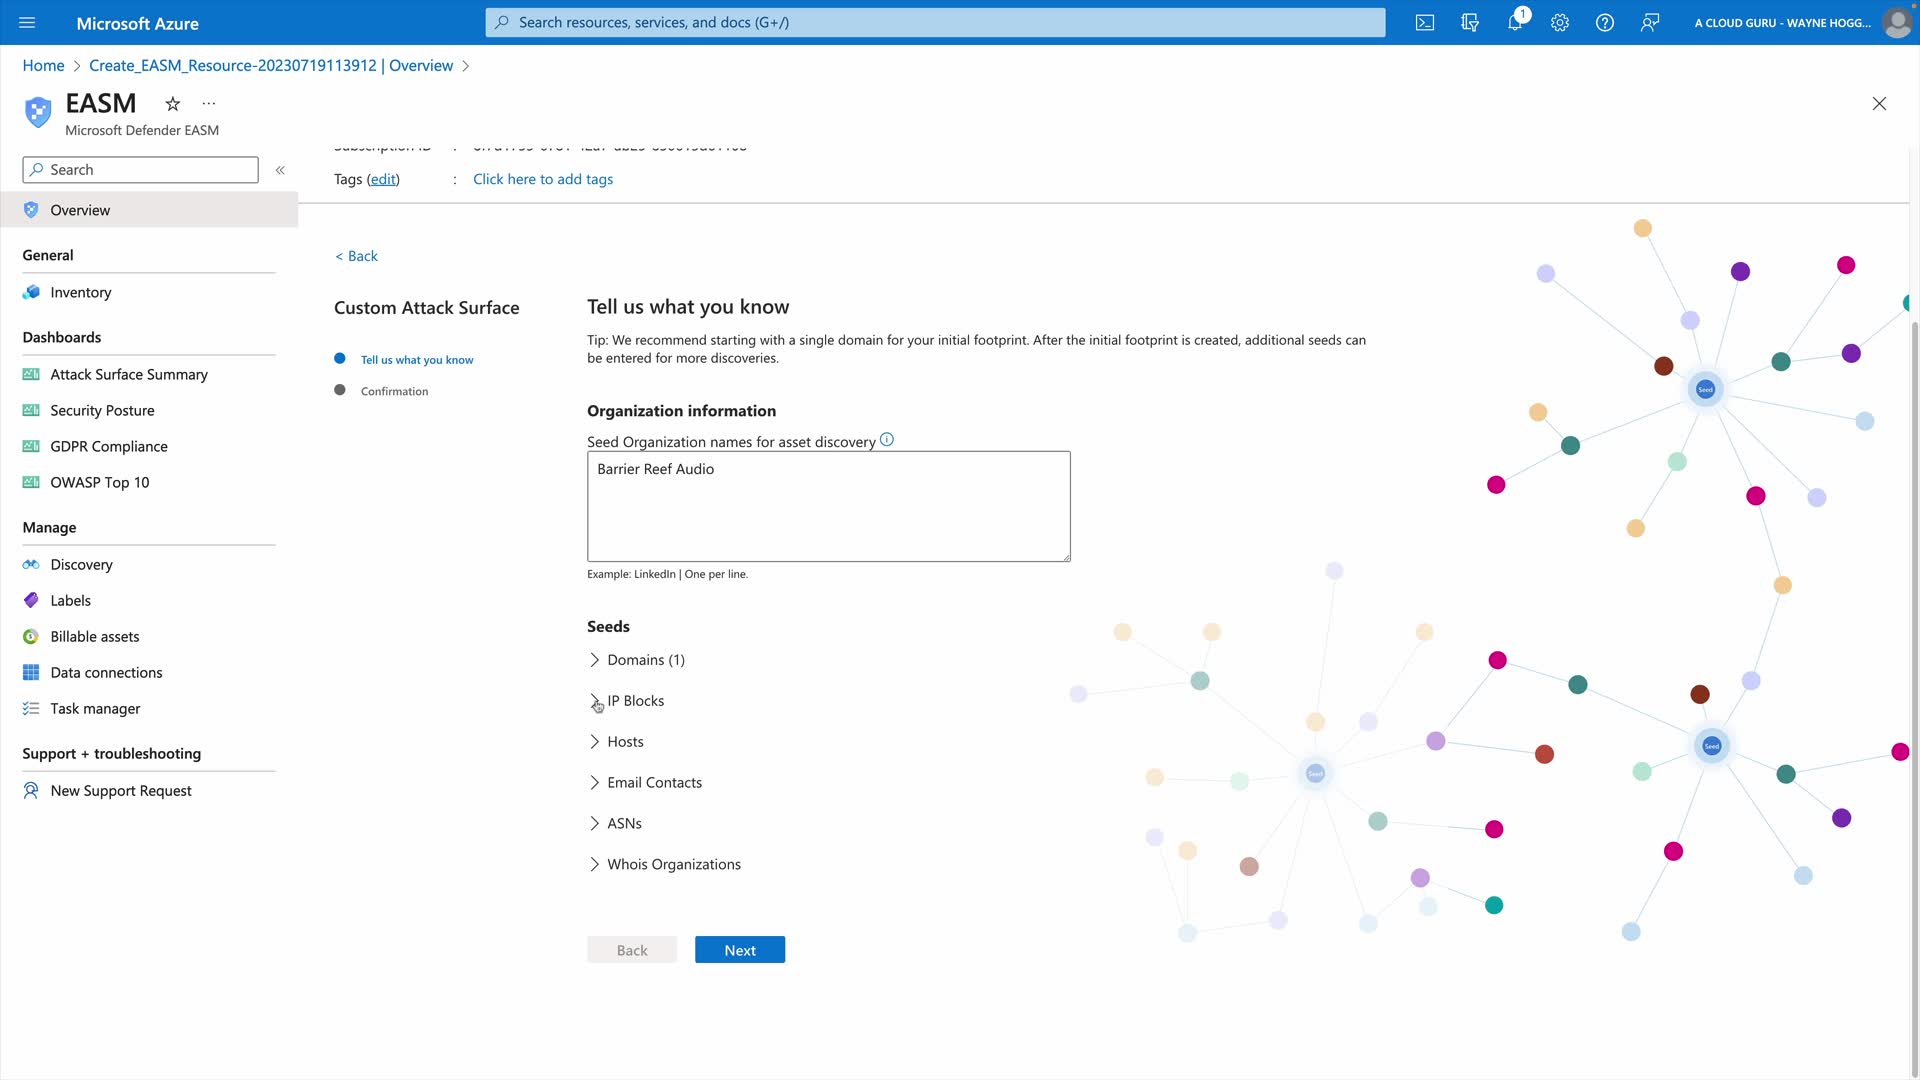 Microsoft Azure
Search resources, services, and docs (G+/)
1
A CLOUD GURU - WAYNE HOGG...
Home > Create_EASM_Resource-20230719113912 | Overview >
EASM
...
Microsoft Defender EASM
Search
«
Overview
General
Inventory
Dashboards
Attack Surface Summary
Security Posture
GDPR Compliance
OWASP Top 10
Manage
Discovery
Labels
Billable assets
Data connections
Task manager
Support + troubleshooting
New Support Request
Tags (edit) : Click here to add tags
< Back
Custom Attack Surface
Tell us what you know
Confirmation
Tell us what you know
Tip: We recommend starting with a single domain for your initial footprint. After the initial footprint is created, additional seeds can
be entered for more discoveries.
Organization information
Seed Organization names for asset discovery
Barrier Reef Audio
Example: LinkedIn | One per line.
Seeds
Domains (1)
IP Blocks
Hosts
Email Contacts
ASNs
Whois Organizations
Back
Next
Seed
Seed
Seed